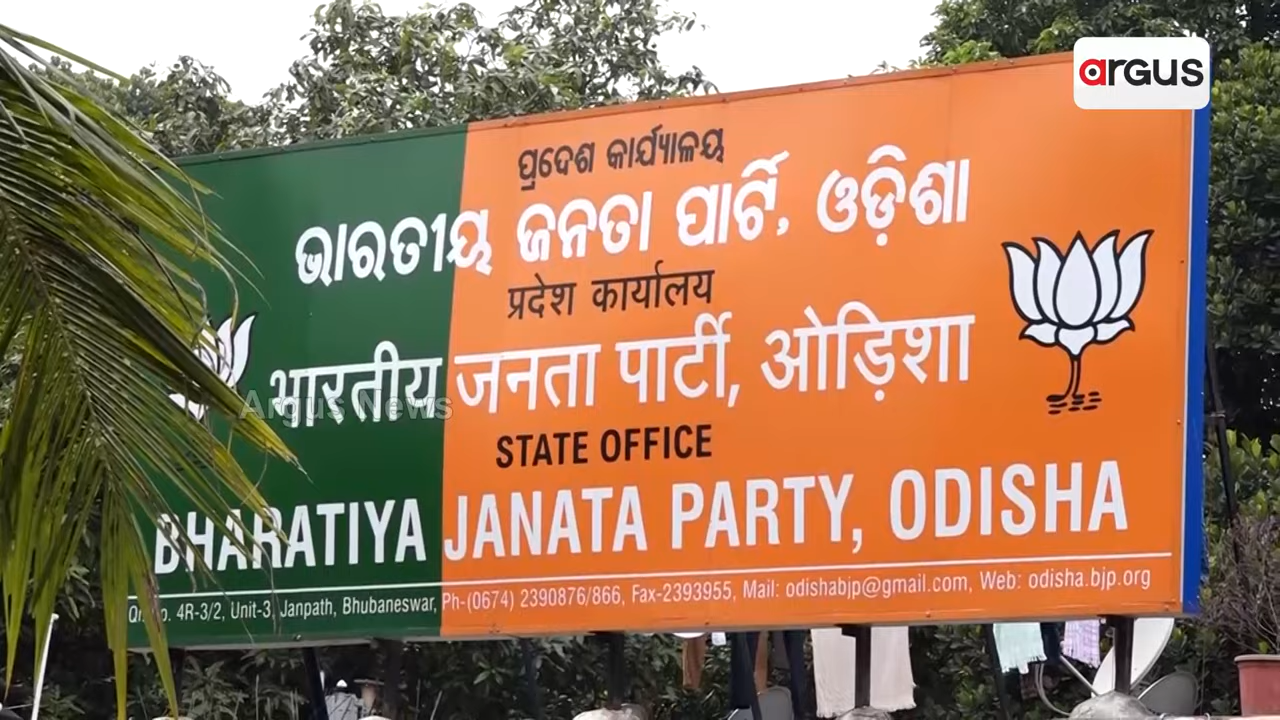 argus
ପ୍ରଦେଶ କାର୍ଯ୍ୟାଳୟ
ଭାରତୀୟ ଜନତା ପାର୍ଟି, ଓଡ଼ିଶା
प्रदेश कार्यालय
भारतीय जनता पार्टी, ओड़िशा
Argus News
STATE OFFICE
BHARATIYA JANATA PARTY, ODISHA
4R-3/2, Unit-3, Janpath, Bhubaneswar, Ph-(0674) 2390876/866, Fax-2393955, Mail: odishabjp@gmail.com, Web: odisha.bjp.org